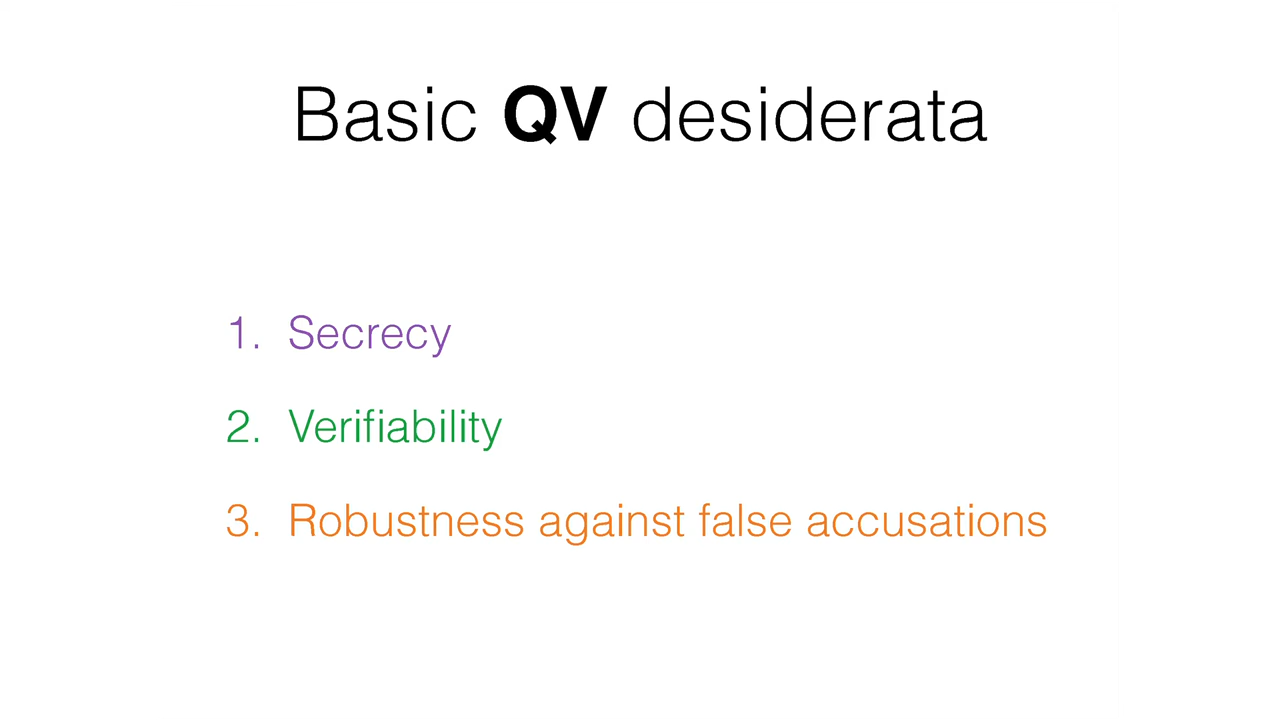 Basic QV desiderata
1. Secrecy
2. Verifiability
3. Robustness against false accusations